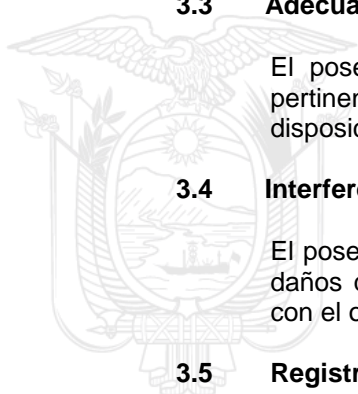 3.3 Adecua
El pose
pertiner
disposic
3.4 Interfer
El pose
daños
con el
3.5 Registr